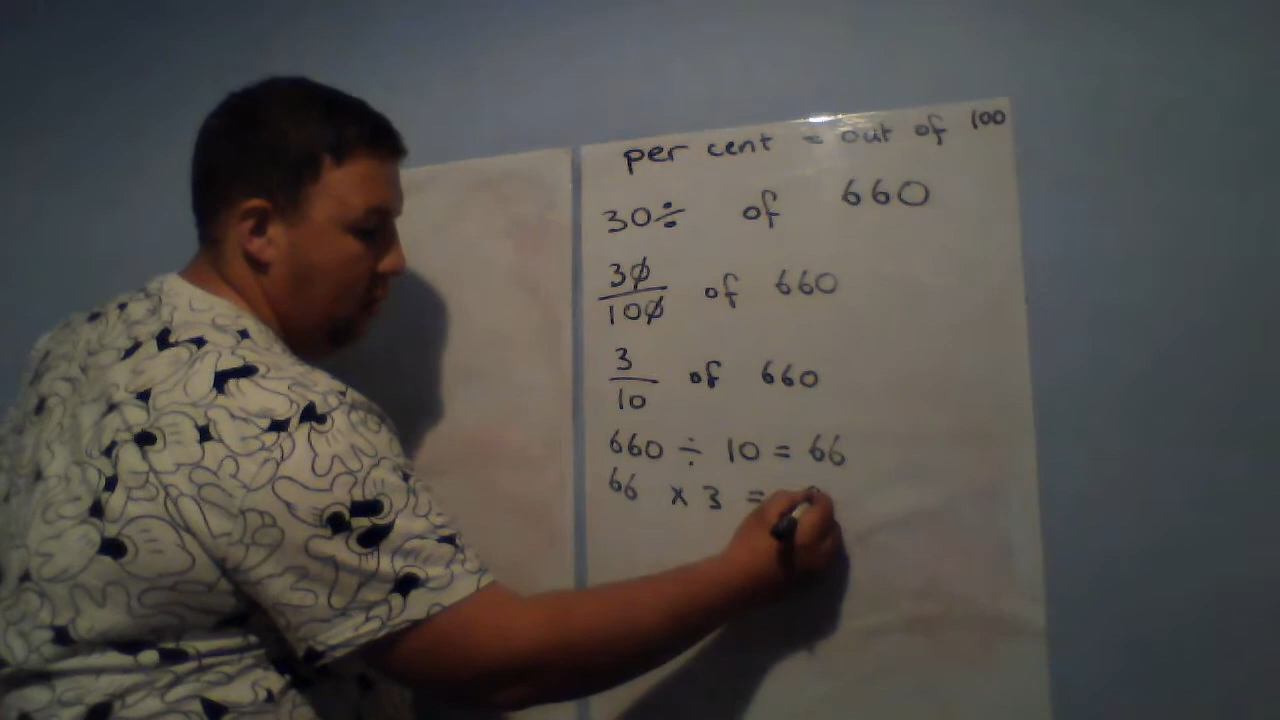 per cent = out of 100
30÷ of 660
30/100 of 660
3/10 of 660
660 ÷ 10 = 66
66 x 3 =